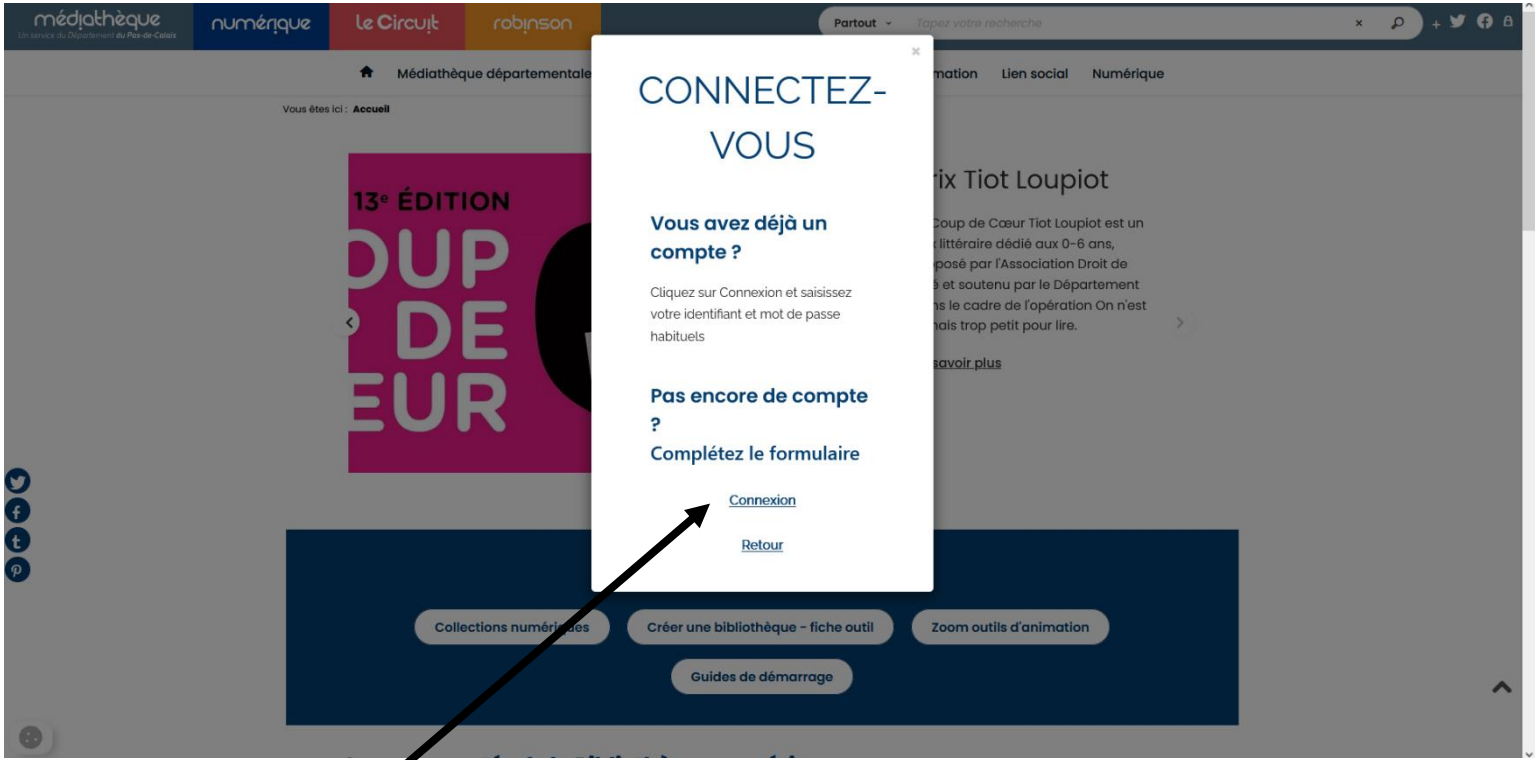 médiathèque
Un service du Département du Pas-de-Calais
numérique
le Circuit
robinson
Partout
Tapez votre recherche
Médiathèque départementale
mation
Lien social
Numérique
Vous êtes ici : Accueil
×
CONNECTEZ-
VOUS
Vous avez déjà un
compte ?
Cliquez sur Connexion et saisissez
votre identifiant et mot de passe
habituels
Pas encore de compte
?
Complétez le formulaire
Connexion
Retour
13e ÉDITION
OUP
DE
EUR
rix Tiot Loupiot
Coup de Cœur Tiot Loupiot est un
littéraire dédié aux 0-6 ans,
posé par l'Association Droit de
é et soutenu par le Département
ns le cadre de l'opération On n'est
mais trop petit pour lire.
savoir plus
Collections numériques
Créer une bibliothèque - fiche outil
Zoom outils d'animation
Guides de démarrage